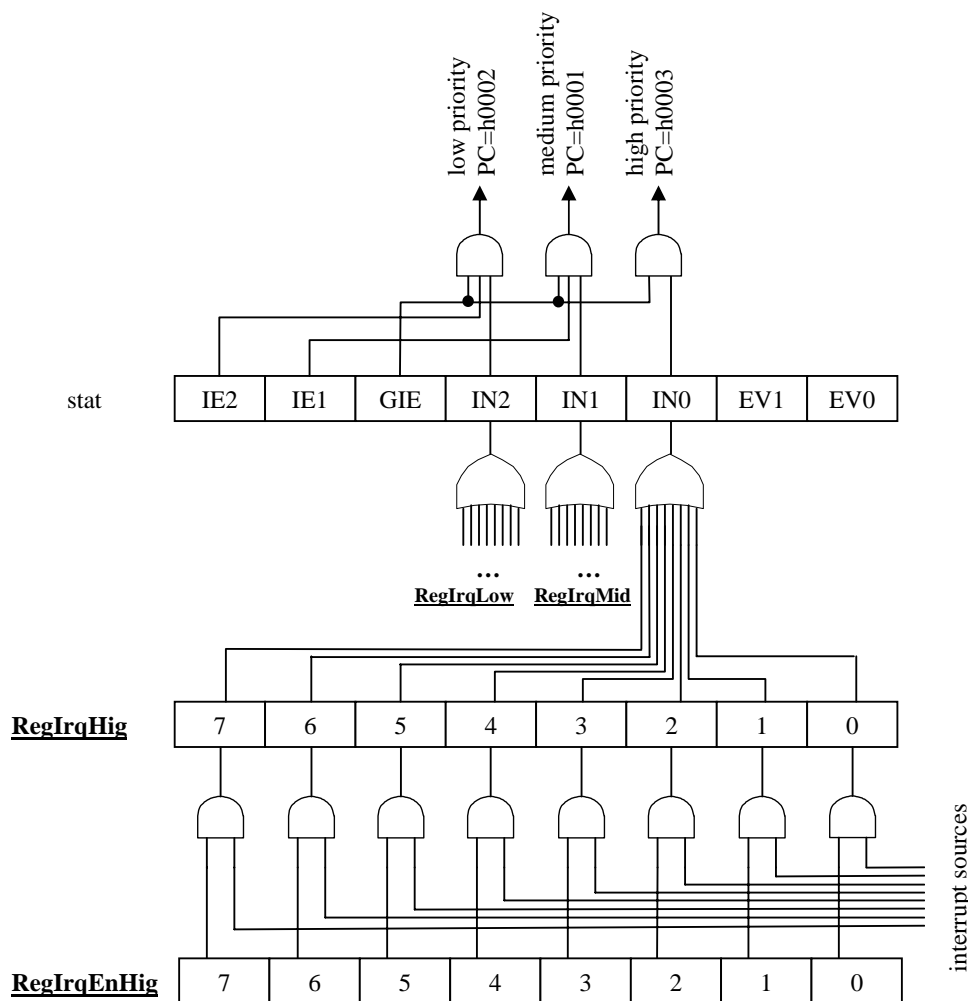 low priority
PC=h0002
medium priority
PC=h0001
high priority
PC=h0003
stat IE2 IE1 GIE IN2 IN1 IN0 EV1 EV0
... ...
RegIrqLow RegIrqMid
RegIrqHig 7 6 5 4 3 2 1 0
interrupt sources
RegIrqEnHig 7 6 5 4 3 2 1 0